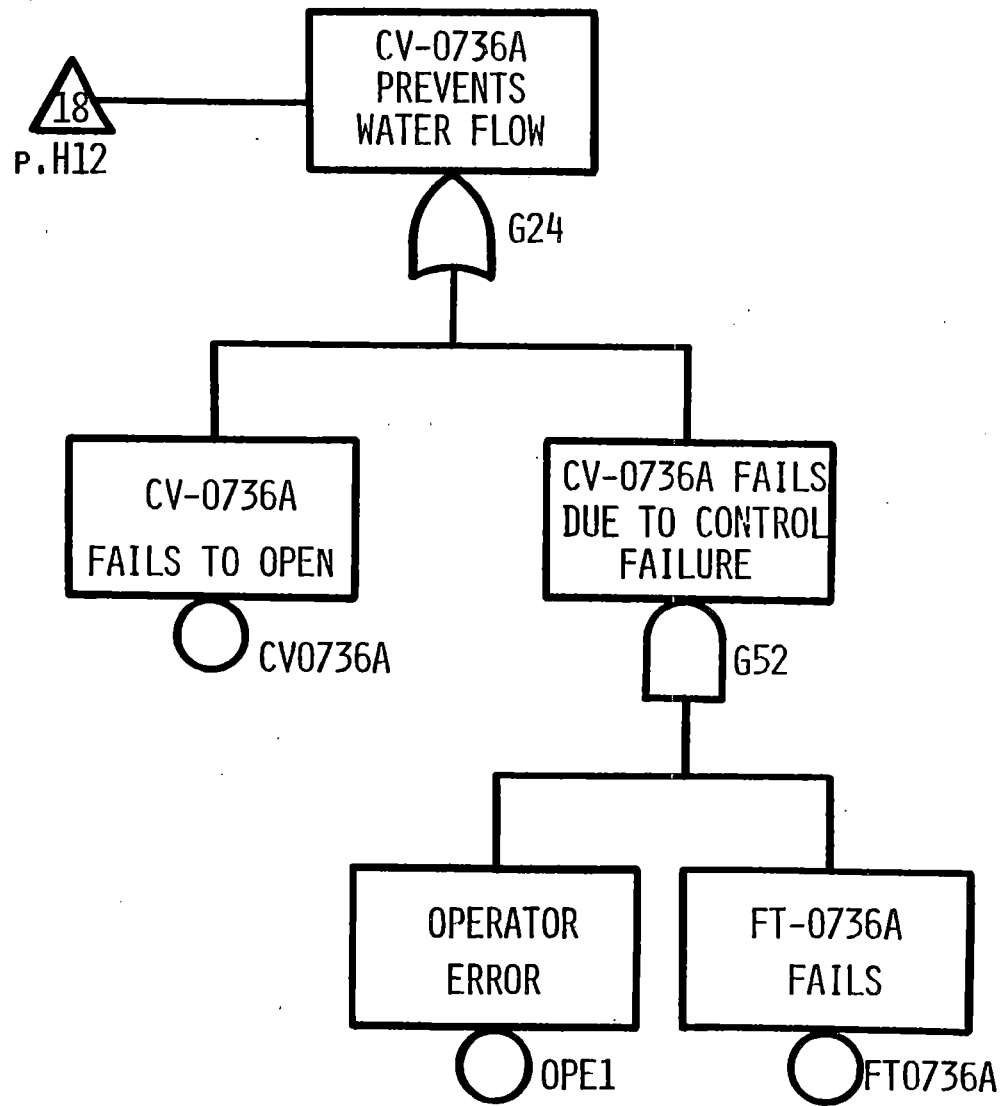 CV-0736A
PREVENTS
WATER FLOW
18
P.H12
G24
CV-0736A
FAILS TO OPEN
CV0736A
CV-0736A FAILS
DUE TO CONTROL
FAILURE
G52
OPERATOR
ERROR
OPE1
FT-0736A
FAILS
FT0736A